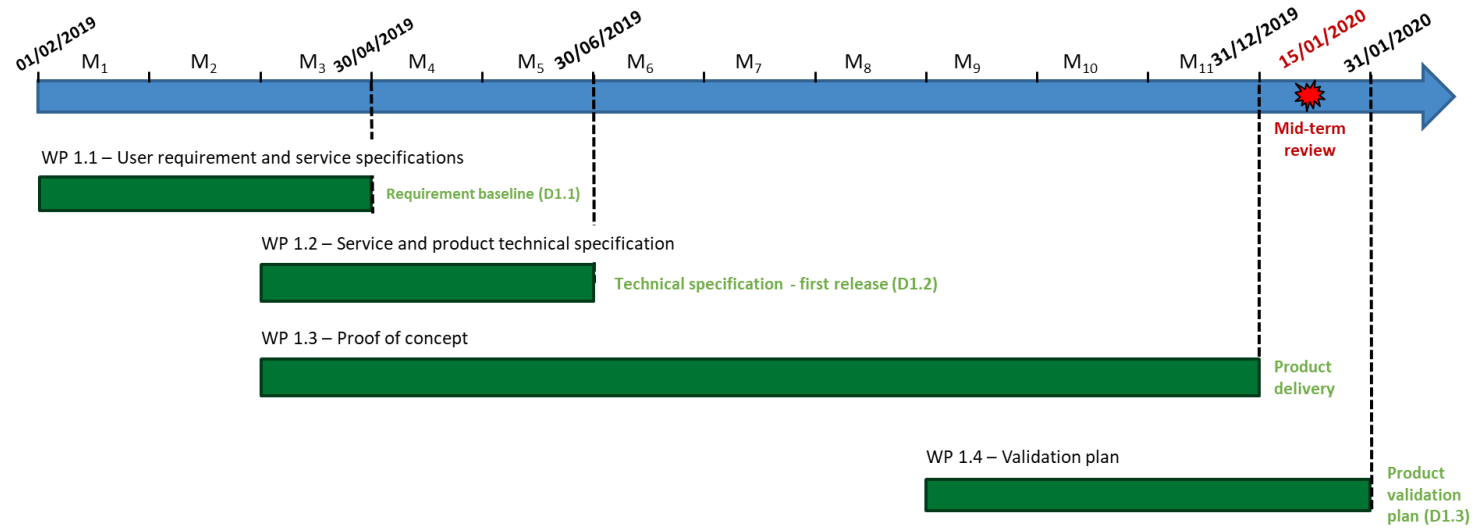 01/02/2019
M1
M2
M3
30/04/2019
M4
M5
30/06/2019
M6
M7
M8
M9
M10
M11
31/12/2019
15/01/2020
31/01/2020
Mid-term
review
WP 1.1 – User requirement and service specifications
Requirement baseline (D1.1)
WP 1.2 – Service and product technical specification
Technical specification - first release (D1.2)
WP 1.3 – Proof of concept
Product
delivery
WP 1.4 – Validation plan
Product
validation
plan (D1.3)